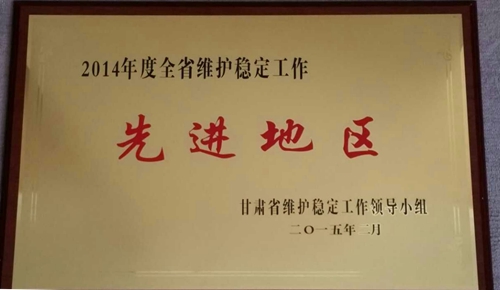 2014年度全省维护稳定工作
先进地区
甘肃省维护稳定工作领导小组
二〇一五年二月